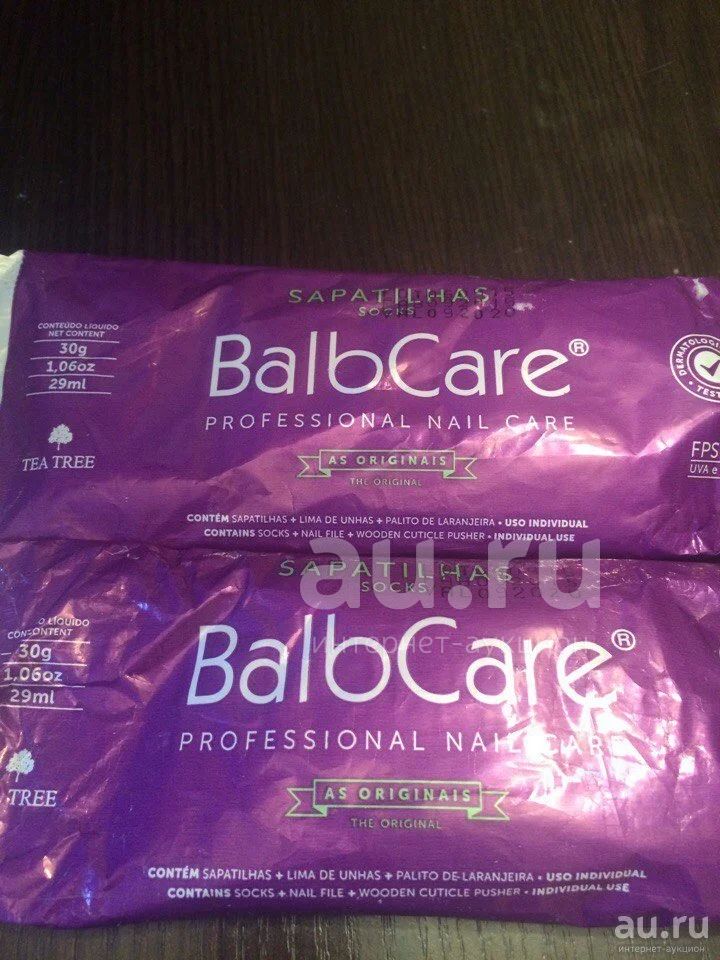 SAPATILHAS
SOCKS
092020
CONTEÚDO LÍQUIDO
NET CONTENT
30g
1,06oz
29ml
BalbCare®
PROFESSIONAL NAIL CARE
TEA TREE
AS ORIGINAIS
THE ORIGINAL
FPS
UVA e
CONTÉM SAPATILHAS + LIMA DE UNHAS + PALITO DE LARANJEIRA • USO INDIVIDUAL
CONTAINS SOCKS + NAIL FILE + WOODEN CUTICLE PUSHER • INDIVIDUAL USE
au.ru
интернет-аукцион
SAPATILHAS
SOCKS
LÍQUIDO
CONTENT
30g
1,06oz
29ml
BalbCare®
PROFESSIONAL NAIL CARE
TREE
AS ORIGINAIS
THE ORIGINAL
CONTÉM SAPATILHAS + LIMA DE UNHAS + PALITO DE LARANJEIRA • USO INDIVIDUAL
CONTAINS SOCKS + NAIL FILE + WOODEN CUTICLE PUSHER • INDIVIDUAL USE
au.ru
интернет-аукцион